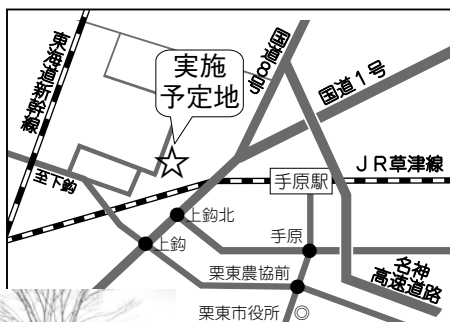 東海道新幹線
実施
予定地
国道8号
国道1号
至下鈎
JR草津線
手原駅
上鈎北
上鈎
手原
栗東農協前
名神
高速道路
栗東市役所 ◎